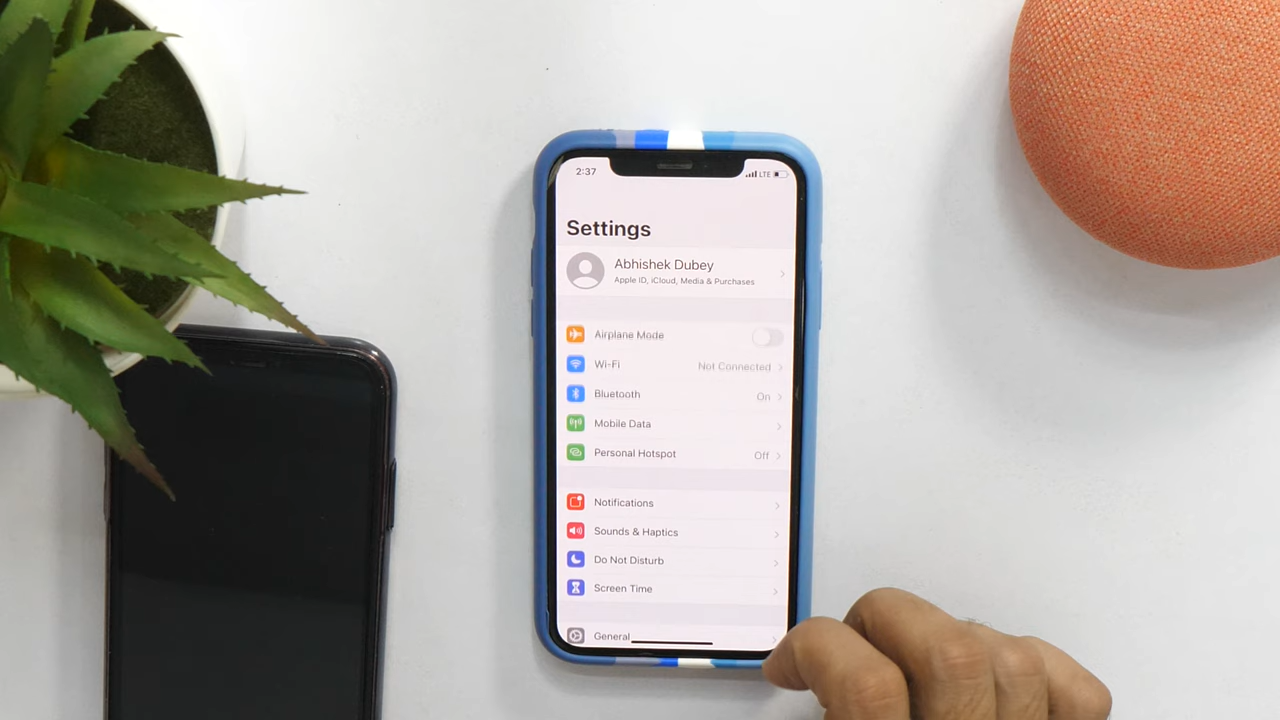 2:37
LTE
Settings
Abhishek Dubey
Apple ID, iCloud, Media & Purchases
Airplane Mode
Wi-Fi Not Connected
Bluetooth On
Mobile Data
Personal Hotspot Off
Notifications
Sounds & Haptics
Do Not Disturb
Screen Time
General